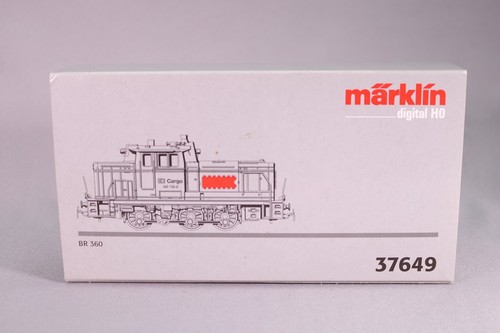 märklin
digital H0
DB Cargo
BR 360
37649